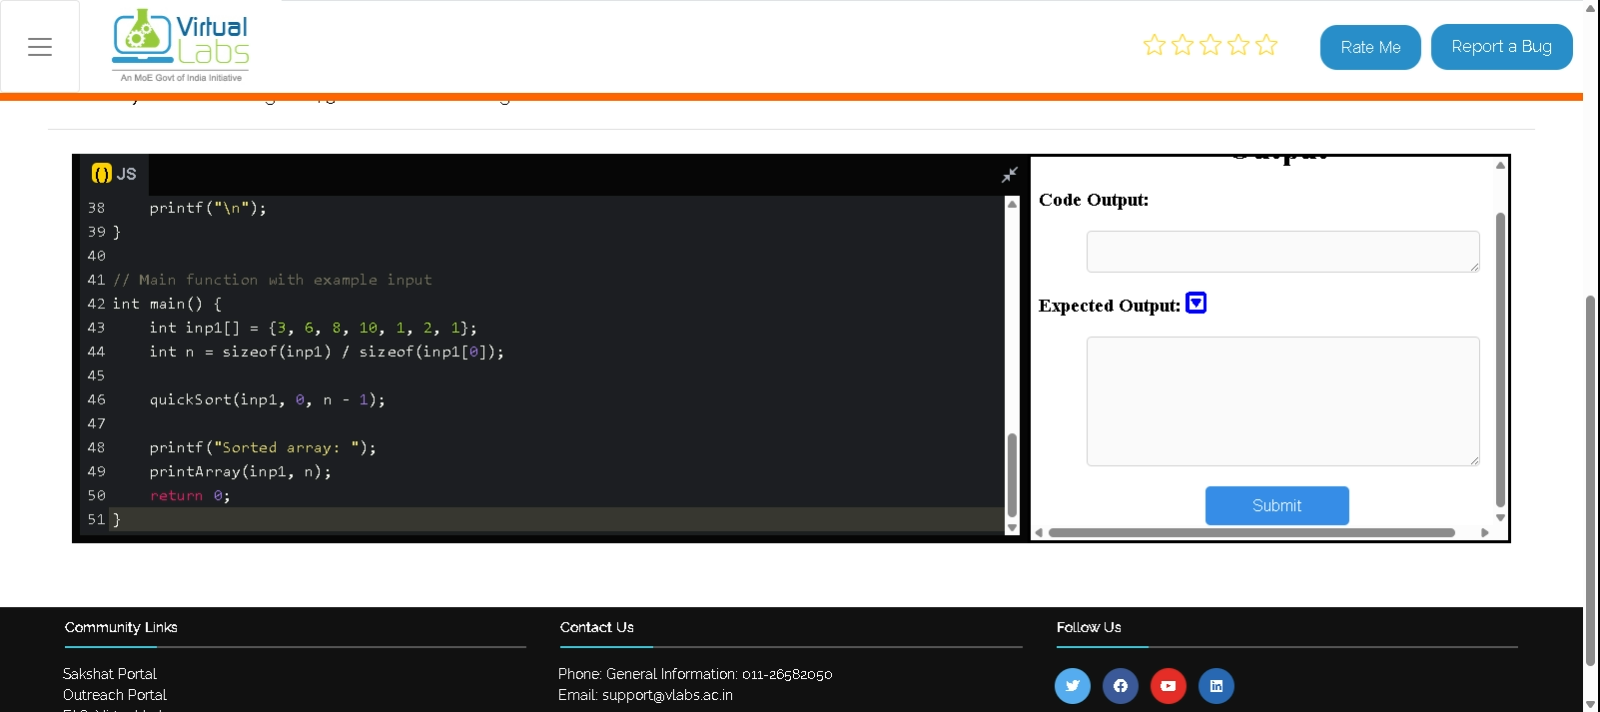 Virtual
Labs
An MoE Govt of India Initiative
Rate Me
Report a Bug
() JS
38 printf("\n");
39 }
40
41 // Main function with example input
42 int main() {
43 int inp1[] = {3, 6, 8, 10, 1, 2, 1};
44 int n = sizeof(inp1) / sizeof(inp1[0]);
45
46 quickSort(inp1, 0, n - 1);
47
48 printf("Sorted array: ");
49 printArray(inp1, n);
50 return 0;
51 }
Output
Code Output:
Expected Output:
Submit
Community Links
Sakshat Portal
Outreach Portal
Contact Us
Phone: General Information: 011-26582050
Email: support@vlabs.ac.in
Follow Us